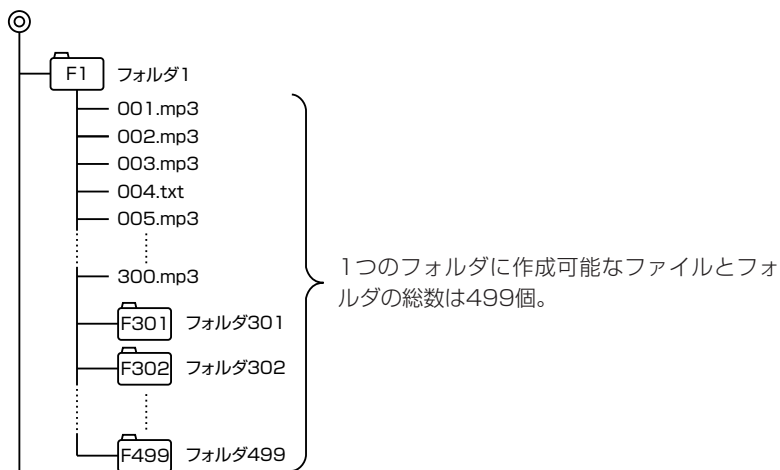 F1 フォルダ1
001.mp3
002.mp3
003.mp3
004.txt
005.mp3
300.mp3
F301 フォルダ301
F302 フォルダ302
F499 フォルダ499
1つのフォルダに作成可能なファイルとフォ
ルダの総数は499個。